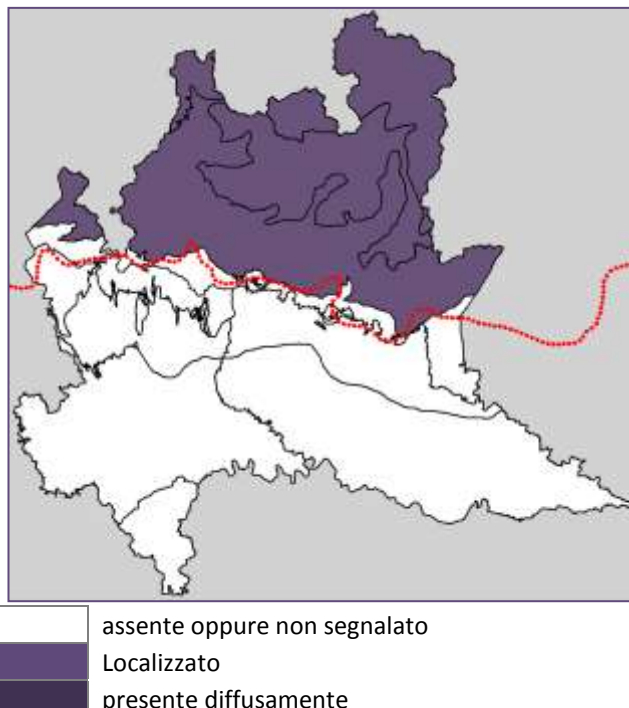 assente oppure non segnalato
Localizzato
presente diffusamente